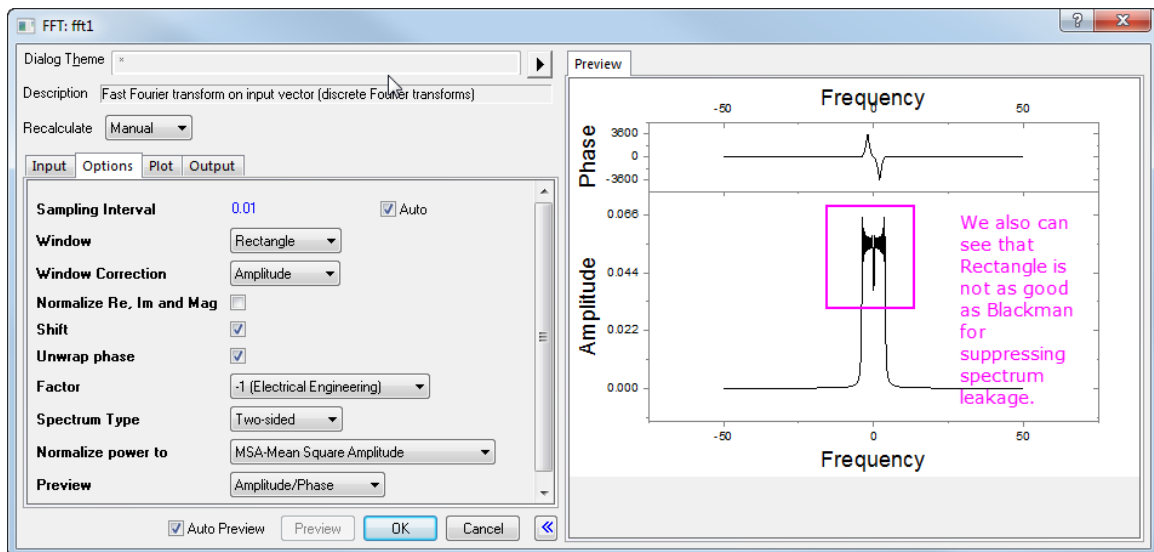 FFT: fft1
Dialog Theme *
Description Fast Fourier transform on input vector (discrete Fourier transforms)
Recalculate Manual
Input Options Plot Output
Sampling Interval 0.01 Auto
Window Rectangle
Window Correction Amplitude
Normalize Re, Im and Mag
Shift
Unwrap phase
Factor -1 (Electrical Engineering)
Spectrum Type Two-sided
Normalize power to MSA-Mean Square Amplitude
Preview Amplitude/Phase
Auto Preview Preview OK Cancel
Preview
Frequency
-50 0 50
Phase
3600
0
-3600
Amplitude
0.066
0.044
0.022
0.000
-50 0 50
Frequency
We also can
see that
Rectangle is
not as good
as Blackman
for
suppressing
spectrum
leakage.